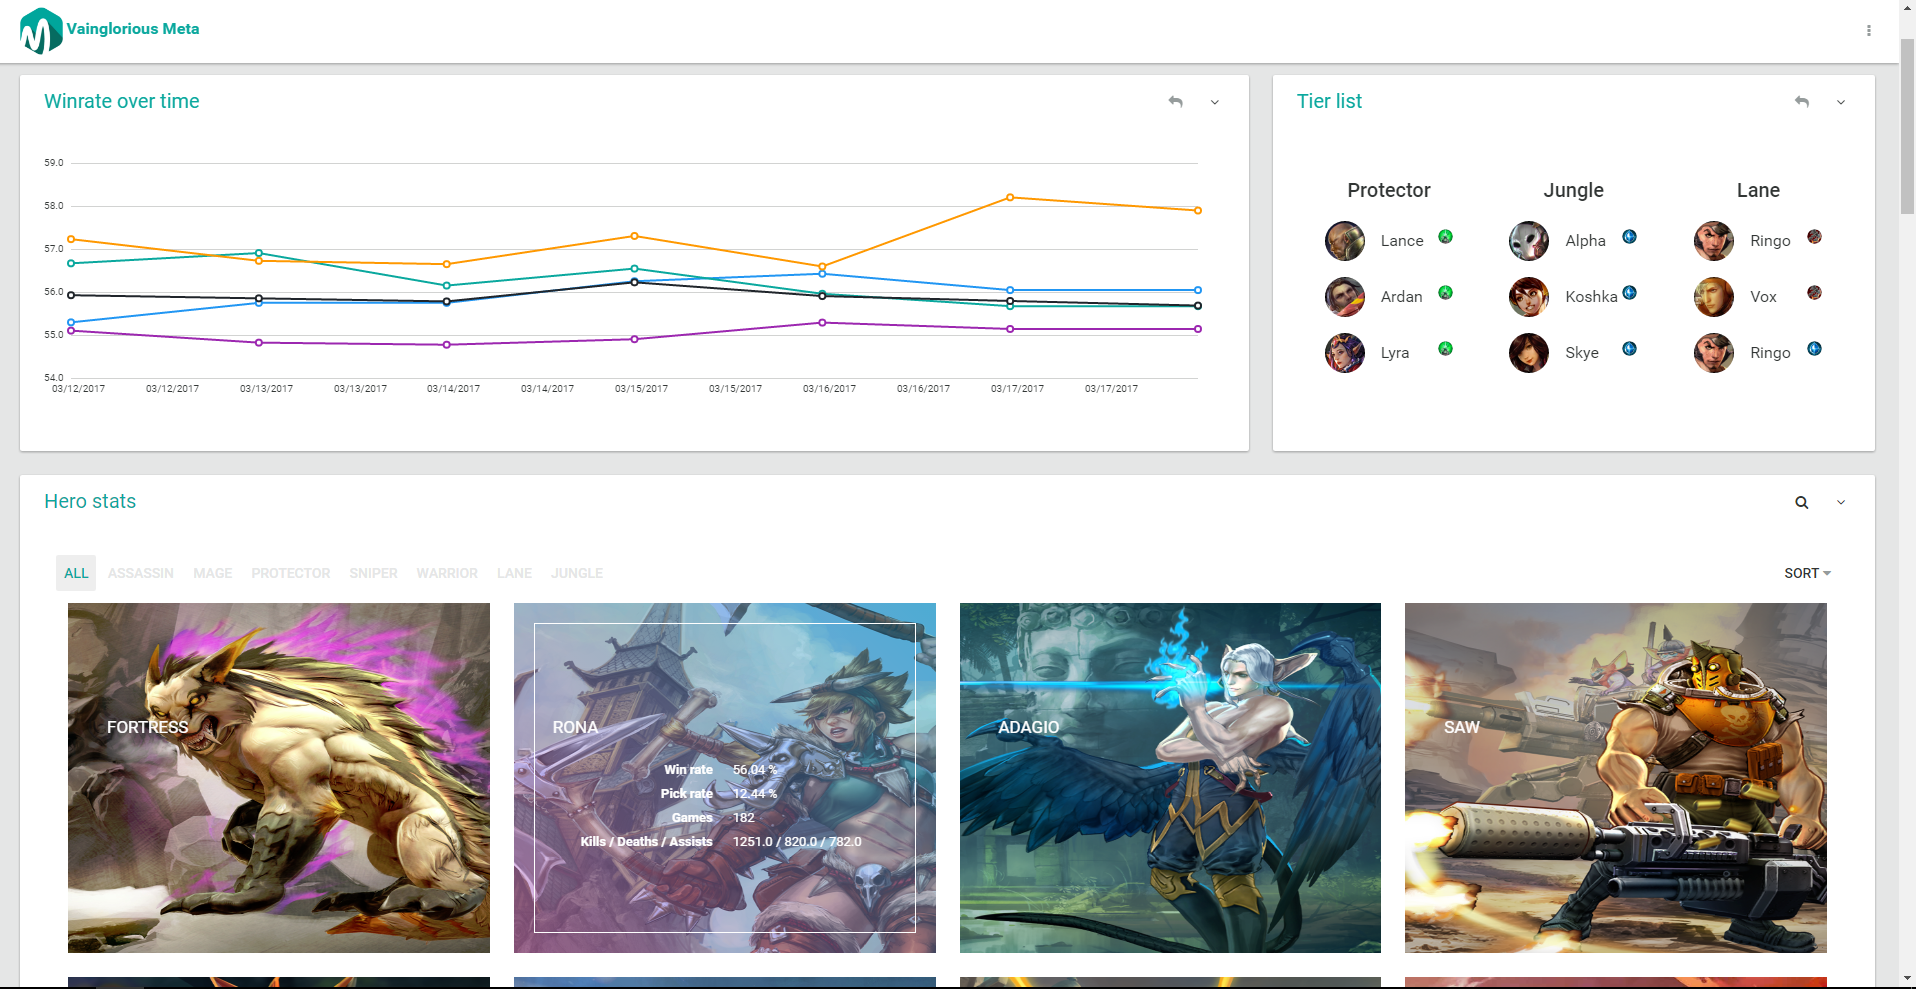 Vainglorious Meta
Winrate over time
59.0
58.0
57.0
56.0
55.0
54.0
03/12/2017 03/12/2017 03/13/2017 03/13/2017 03/14/2017 03/14/2017 03/15/2017 03/15/2017 03/16/2017 03/16/2017 03/17/2017 03/17/2017
Tier list
Protector Jungle Lane
Lance Alpha Ringo
Ardan Koshka Vox
Lyra Skye Ringo
Hero stats
ALL ASSASSIN MAGE PROTECTOR SNIPER WARRIOR LANE JUNGLE SORT
FORTRESS
RONA
Win rate 56.04 %
Pick rate 12.44 %
Games 182
Kills / Deaths / Assists 1251.0 / 820.0 / 782.0
ADAGIO
SAW